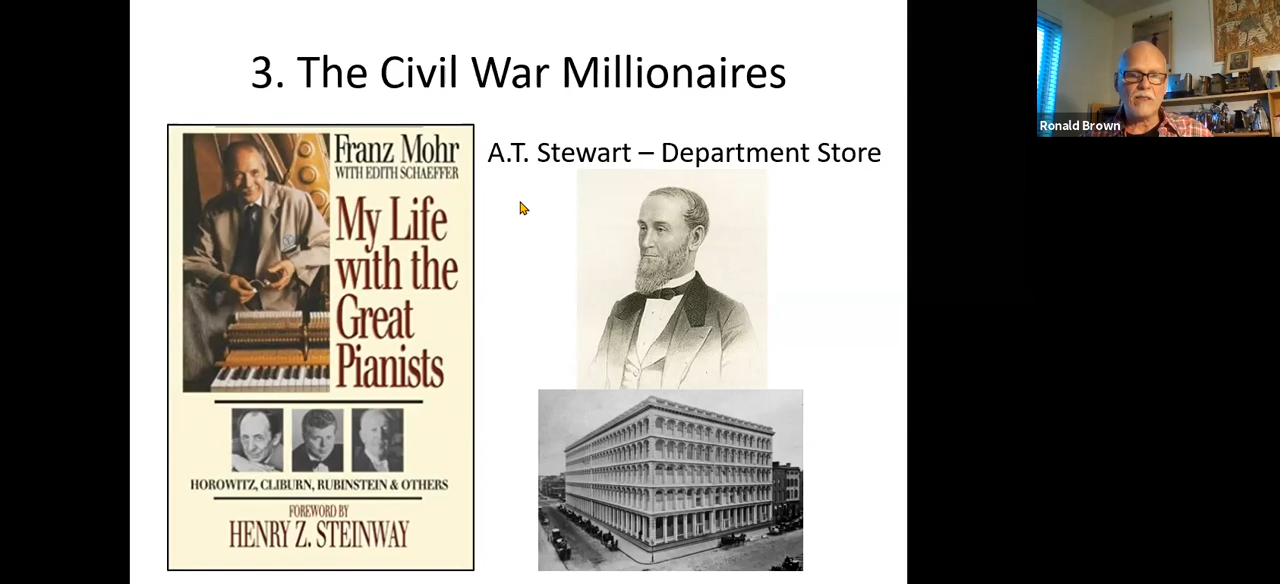 3. The Civil War Millionaires
Franz Mohr
WITH EDITH SCHAEFFER
My Life
with the
Great
Pianists
HOROWITZ, CLIBURN, RUBINSTEIN & OTHERS
FOREWORD BY
HENRY Z. STEINWAY
A.T. Stewart – Department Store
Ronald Brown